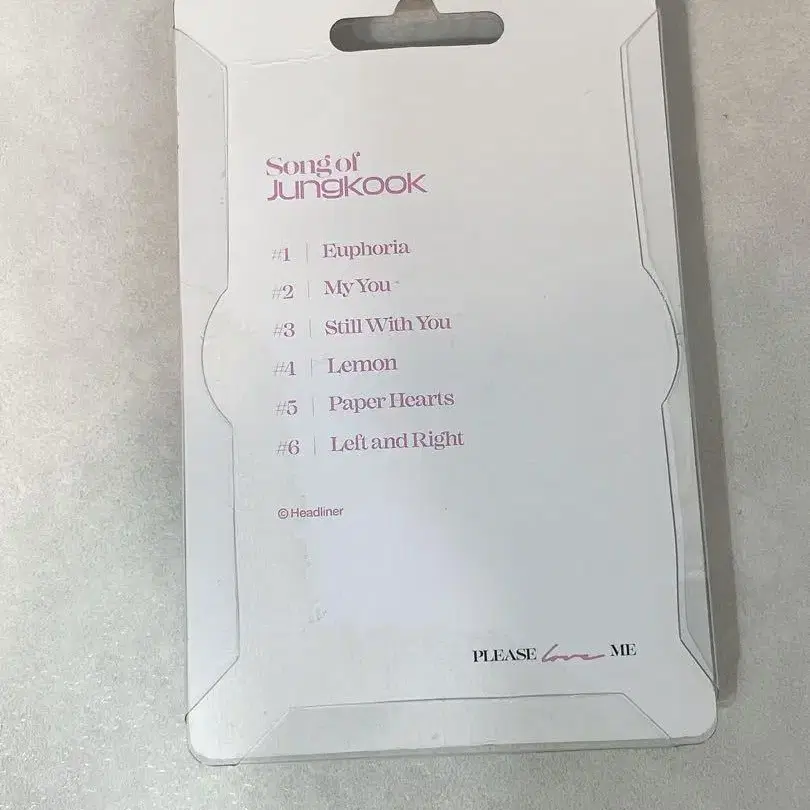 Song of
Jungkook
#1 | Euphoria
#2 | My You
#3 | Still With You
#4 | Lemon
#5 | Paper Hearts
#6 | Left and Right
© Headliner
PLEASE love ME